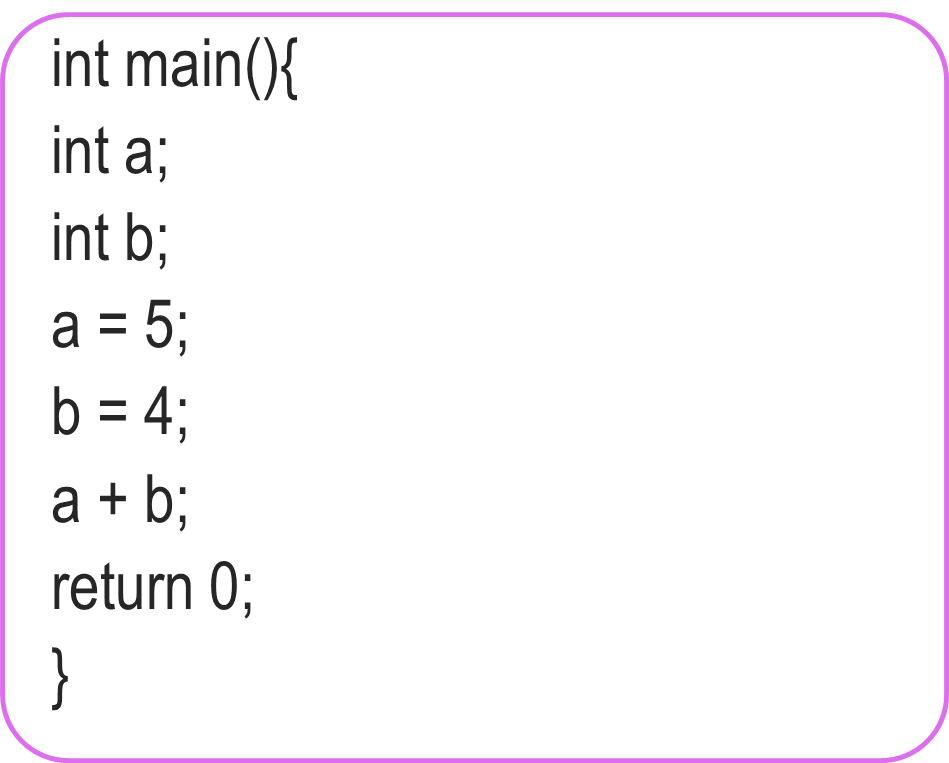 int main(){
int a;
int b;
a = 5;
b = 4;
a + b;
return 0;
}